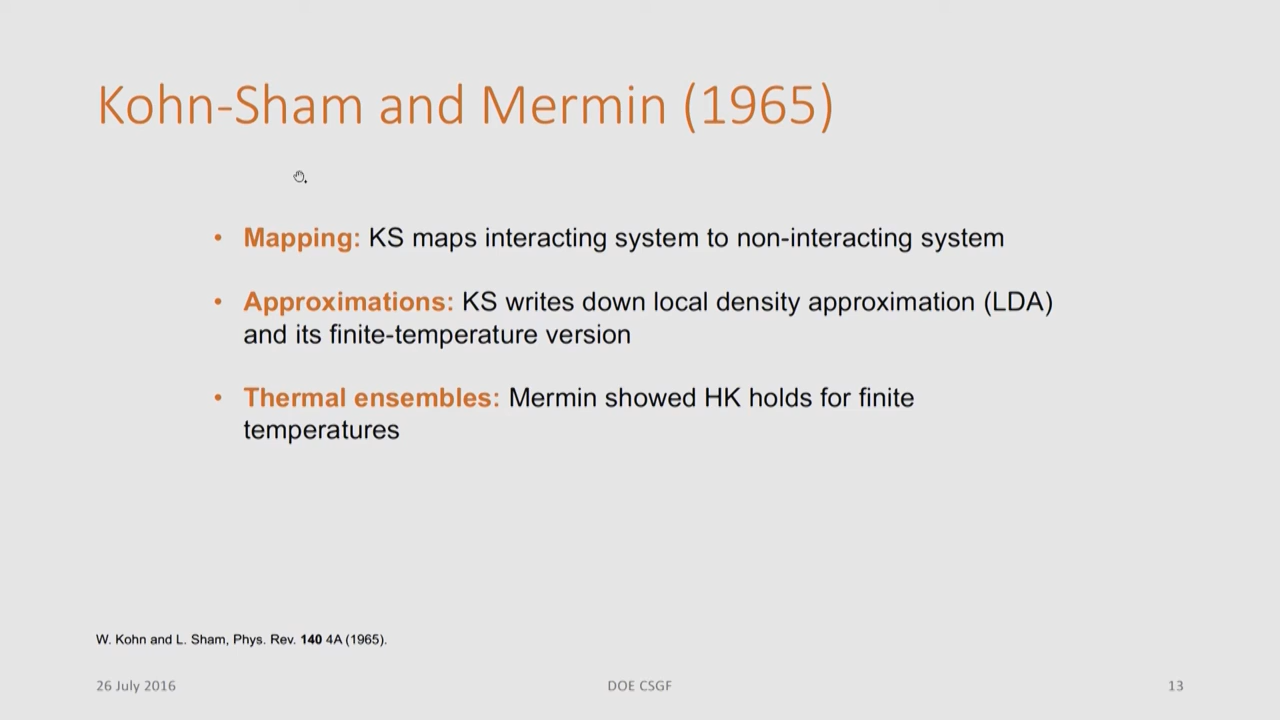 Kohn-Sham and Mermin (1965)
• Mapping: KS maps interacting system to non-interacting system
• Approximations: KS writes down local density approximation (LDA)
and its finite-temperature version
• Thermal ensembles: Mermin showed HK holds for finite
temperatures
W. Kohn and L. Sham, Phys. Rev. 140 4A (1965).
26 July 2016
DOE CSGF
13